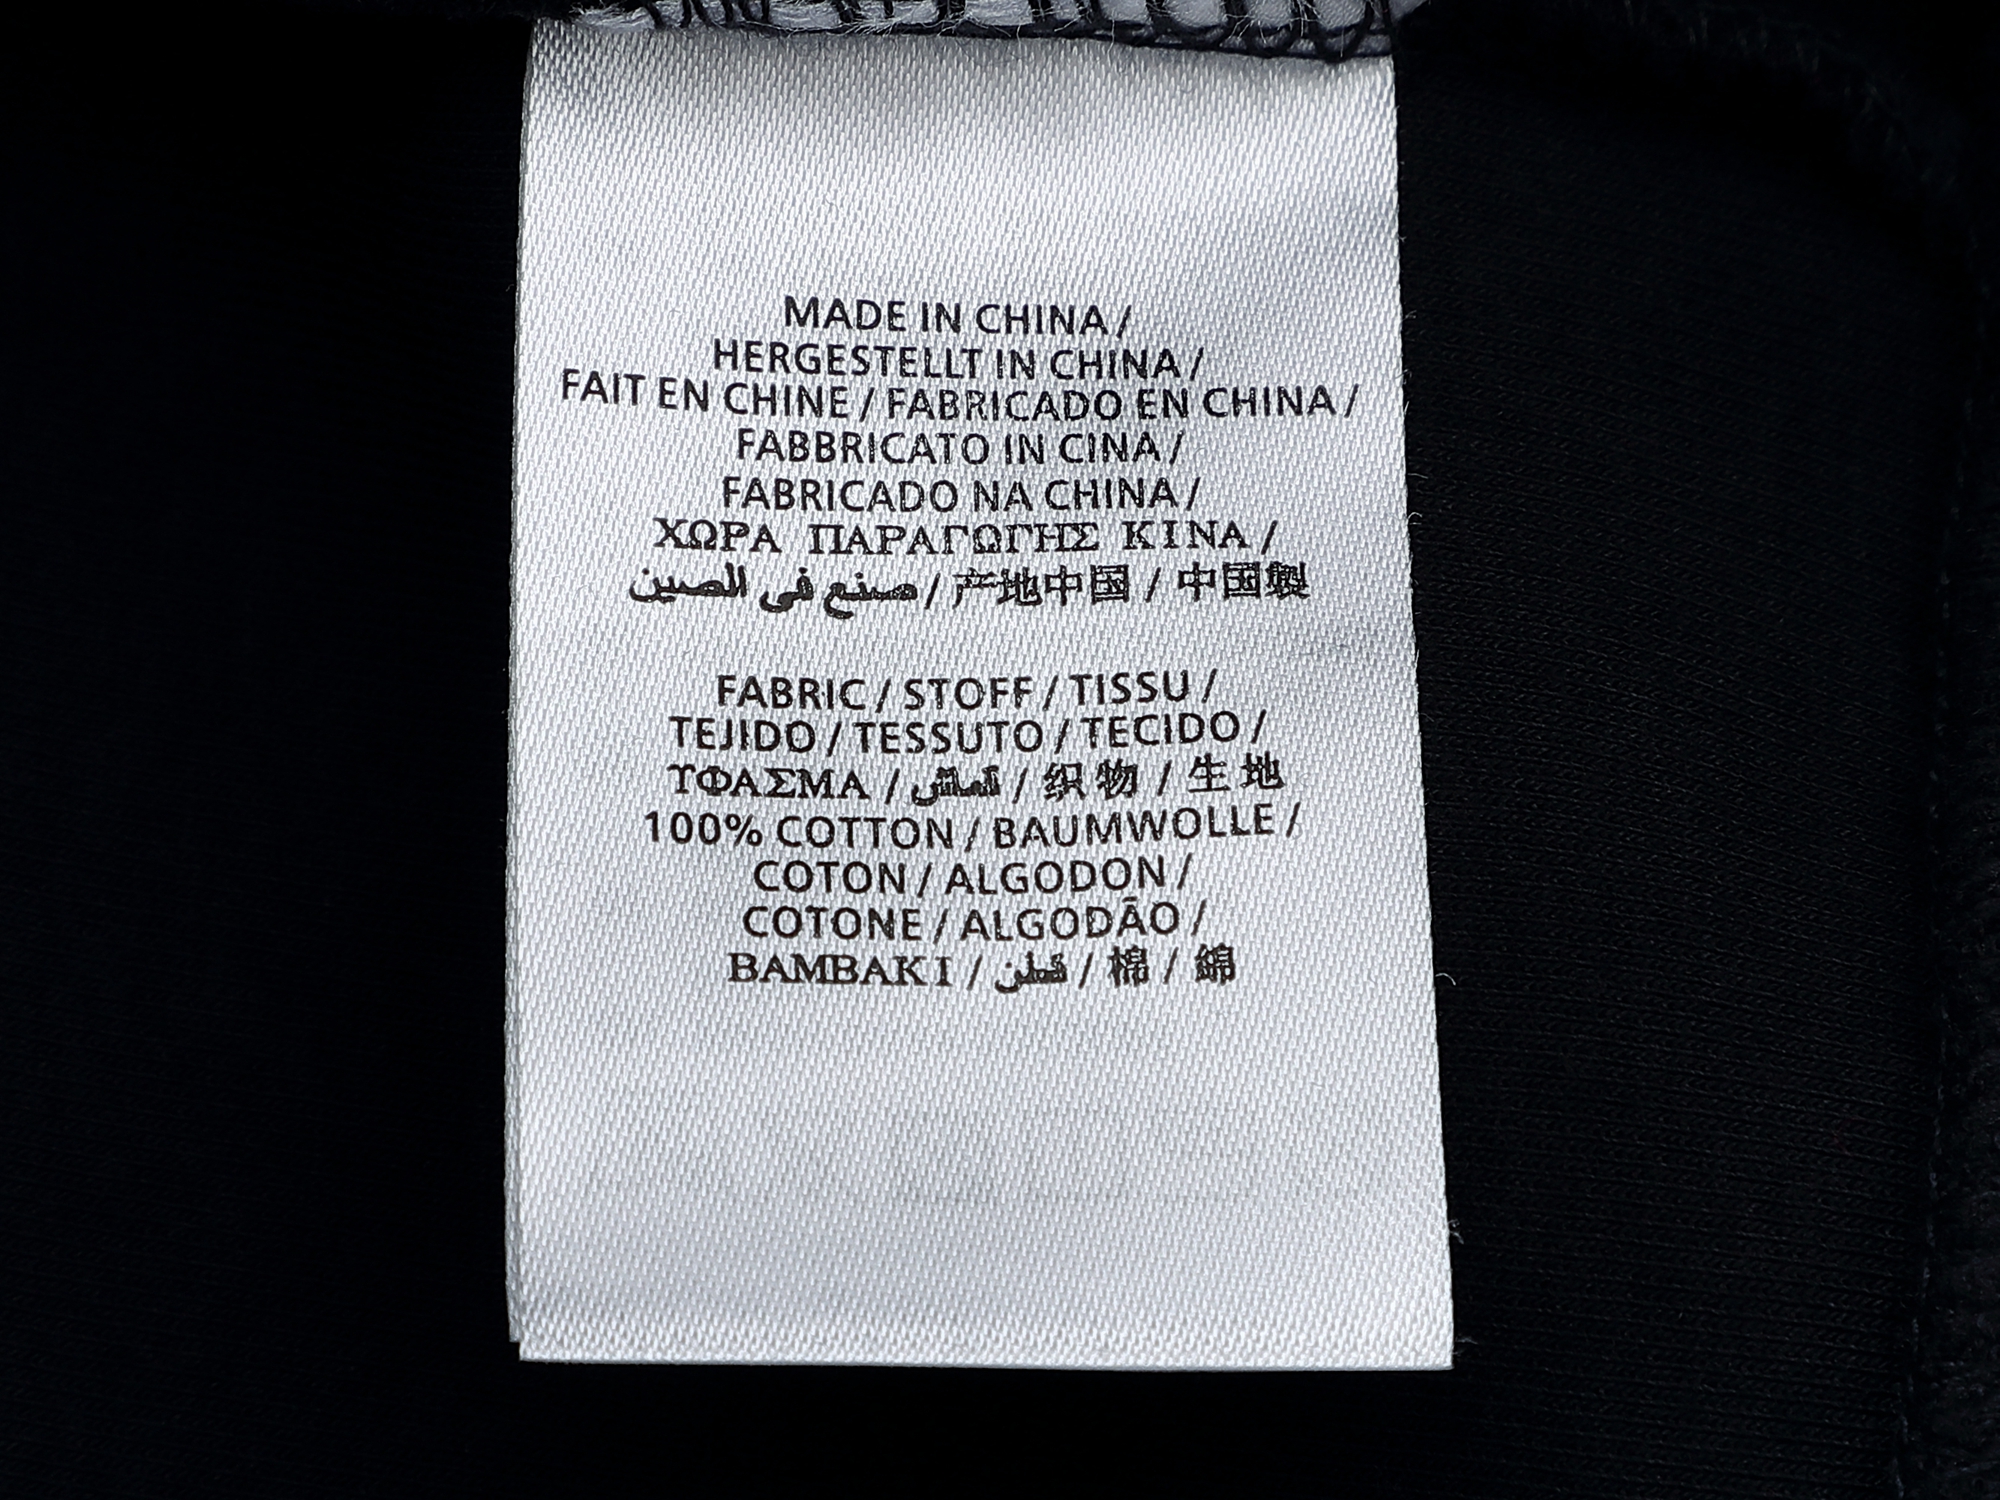 MADE IN CHINA /
HERGESTELLT IN CHINA /
FAIT EN CHINE / FABRICADO EN CHINA /
FABBRICATO IN CINA /
FABRICADO NA CHINA /
ΧΩΡΑ ΠΑΡΑΓΩΓΗΣ ΚΙΝΑ /
صنع في الصين / 产地中国 / 中国製
FABRIC / STOFF / TISSU /
TEJIDO / TESSUTO / TECIDO /
ΥΦΑΣΜΑ / قماش / 织物 / 生地
100% COTTON / BAUMWOLLE /
COTON / ALGODON /
COTONE / ALGODÃO /
ΒΑΜΒΑΚΙ / قطن / 棉 / 綿